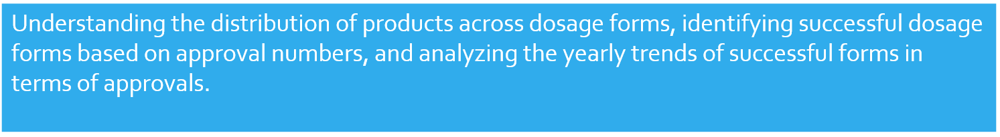 Understanding the distribution of products across dosage forms, identifying successful dosage
forms based on approval numbers, and analyzing the yearly trends of successful forms in
terms of approvals.